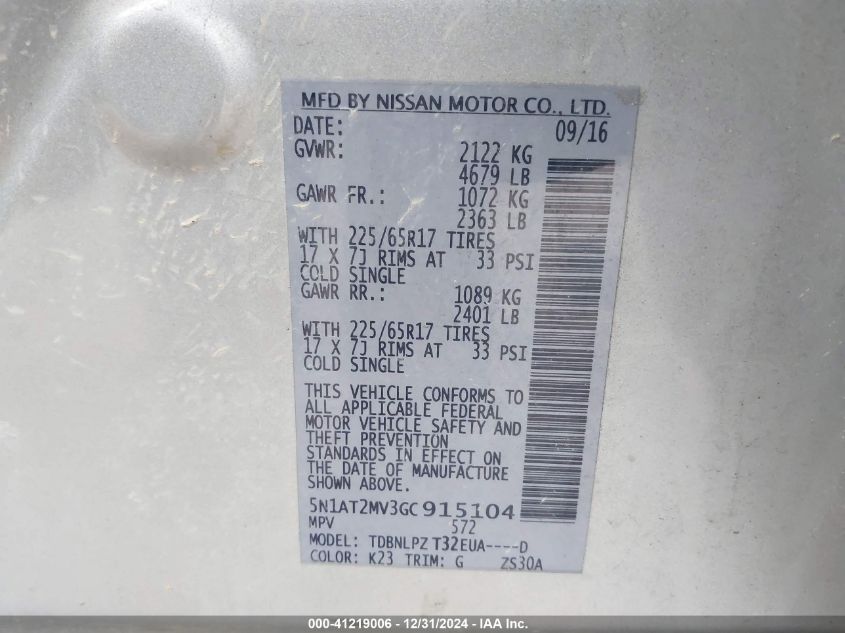 MFD BY NISSAN MOTOR CO., LTD.
DATE: 09/16
GVWR: 2122 KG
4679 LB
GAWR FR.: 1072 KG
2363 LB
WITH 225/65R17 TIRES
17 X 7J RIMS AT 33 PSI
COLD SINGLE
GAWR RR.: 1089 KG
2401 LB
WITH 225/65R17 TIRES
17 X 7J RIMS AT 33 PSI
COLD SINGLE
THIS VEHICLE CONFORMS TO
ALL APPLICABLE FEDERAL
MOTOR VEHICLE SAFETY AND
THEFT PREVENTION
STANDARDS IN EFFECT ON
THE DATE OF MANUFACTURE
SHOWN ABOVE.
5N1AT2MV3GC915104
MPV 572
MODEL: TDBNLPZ T32EUA----D
COLOR: K23 TRIM: G ZS30A
000-41219006 - 12/31/2024 - IAA Inc.